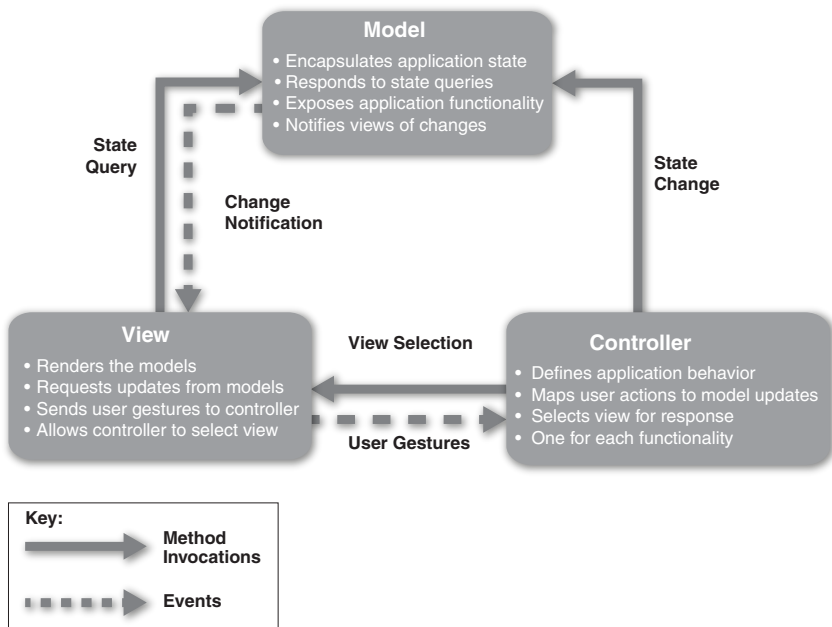 Model
• Encapsulates application state
• Responds to state queries
• Exposes application functionality
• Notifies views of changes
State
Query
Change
Notification
State
Change
View
• Renders the models
• Requests updates from models
• Sends user gestures to controller
• Allows controller to select view
View Selection
User Gestures
Controller
• Defines application behavior
• Maps user actions to model updates
• Selects view for response
• One for each functionality
Key:
Method
Invocations
Events